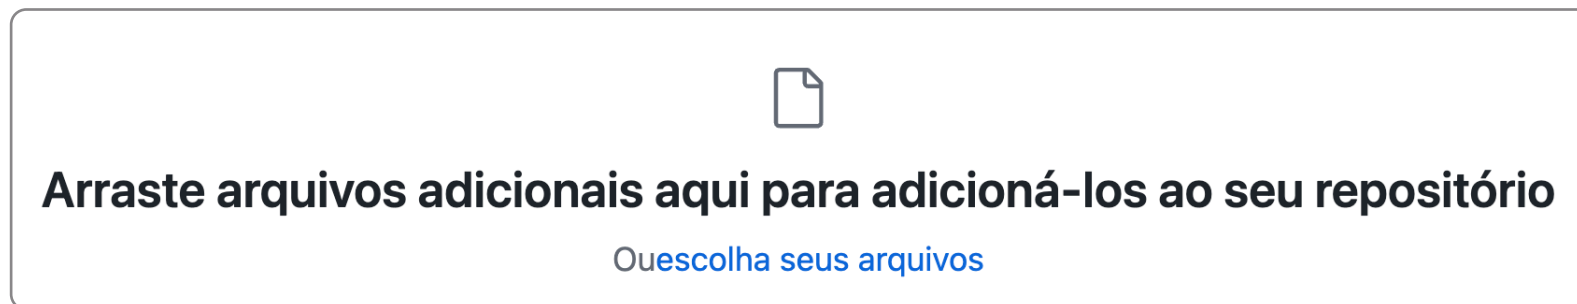 Arraste arquivos adicionais aqui para adicioná-los ao seu repositório
Ouescolha seus arquivos